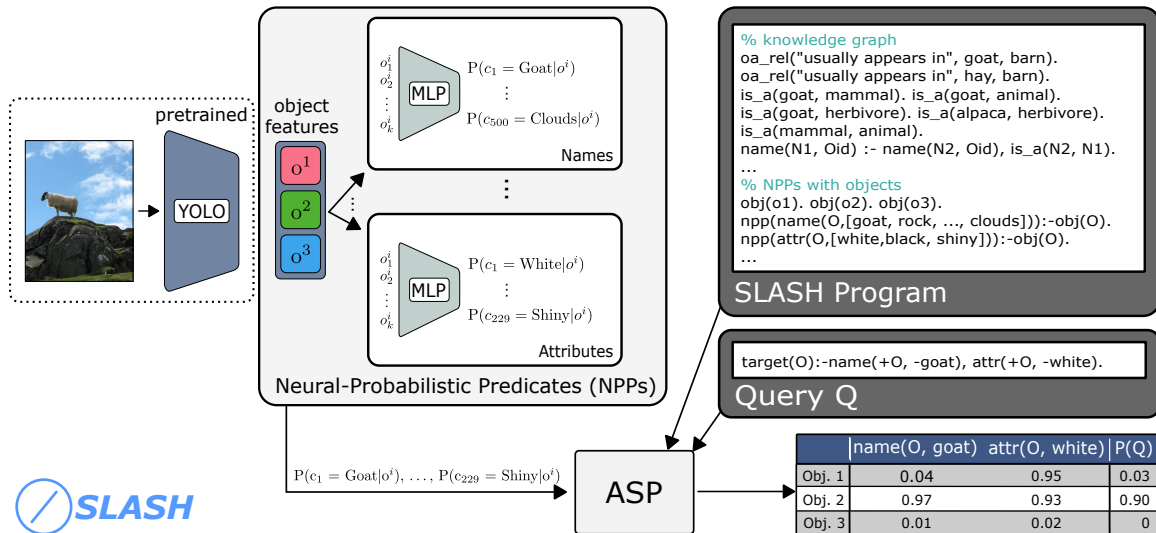 pretrained
YOLO
object
features
o¹
o²
o³
o₁ⁱ
o₂ⁱ
⋮
oₖⁱ
MLP
P(c₁ = Goat|oⁱ)
⋮
P(c₅₀₀ = Clouds|oⁱ)
Names
...
⋮
o₁ⁱ
o₂ⁱ
⋮
oₖⁱ
MLP
P(c₁ = White|oⁱ)
⋮
P(c₂₂₉ = Shiny|oⁱ)
Attributes
Neural-Probabilistic Predicates (NPPs)
% knowledge graph
oa_rel("usually appears in", goat, barn).
oa_rel("usually appears in", hay, barn).
is_a(goat, mammal). is_a(goat, animal).
is_a(goat, herbivore). is_a(alpaca, herbivore).
is_a(mammal, animal).
name(N1, Oid) :- name(N2, Oid), is_a(N2, N1).
...
% NPPs with objects
obj(o1). obj(o2). obj(o3).
npp(name(O,[goat, rock, ..., clouds])):-obj(O).
npp(attr(O,[white,black, shiny])):-obj(O).
...
SLASH Program
target(O):-name(+O, -goat), attr(+O, -white).
Query Q
P(c₁ = Goat|oⁱ), ..., P(c₂₂₉ = Shiny|oⁱ)
ASP
name(O, goat) attr(O, white) P(Q)
Obj. 1 0.04 0.95 0.03
Obj. 2 0.97 0.93 0.90
Obj. 3 0.01 0.02 0
SLASH